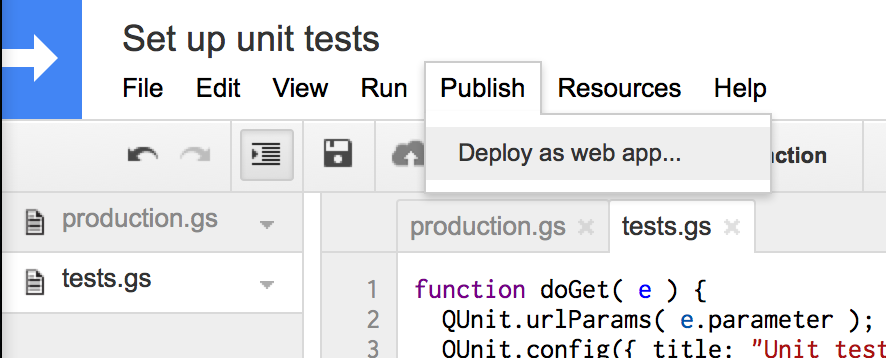 Set up unit tests
File Edit View Run Publish Resources Help
Deploy as web app...
production.gs
tests.gs
production.gs × tests.gs ×
1 function doGet( e ) {
2 QUnit.urlParams( e.parameter );
3 QUnit.config({ title: "Unit test